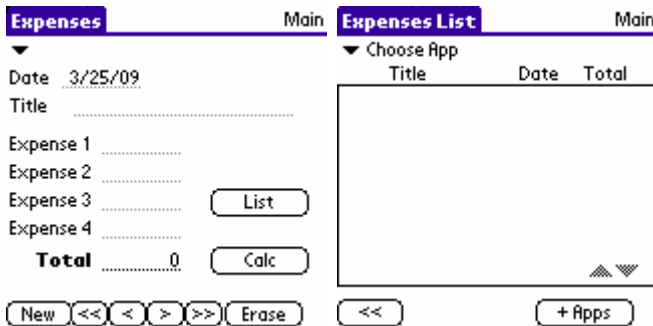 Expenses Main
Date 3/25/09
Title
Expense 1
Expense 2
Expense 3 List
Expense 4
Total 0 Calc
New << < > >> Erase
Expenses List Main
Choose App
Title Date Total
<< + Apps